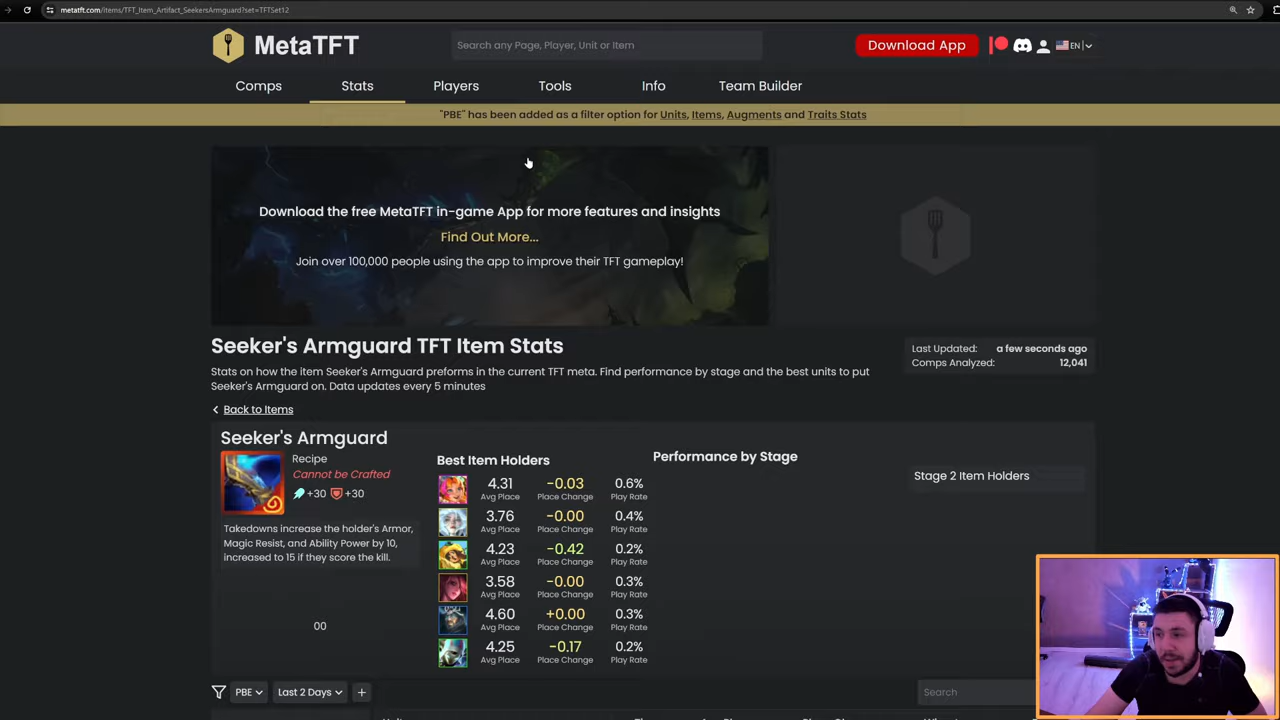 metatft.com/items/TFT_Item_Artifact_SeekersArmguard?set=TFTSet12
MetaTFT
Search any Page, Player, Unit or Item
Download App
EN
Comps
Stats
Players
Tools
Info
Team Builder
"PBE" has been added as a filter option for Units, Items, Augments and Traits Stats
Download the free MetaTFT in-game App for more features and insights
Find Out More...
Join over 100,000 people using the app to improve their TFT gameplay!
Seeker's Armguard TFT Item Stats
Stats on how the item Seeker's Armguard preforms in the current TFT meta. Find performance by stage and the best units to put
Seeker's Armguard on. Data updates every 5 minutes
Last Updated: a few seconds ago
Comps Analyzed: 12,041
Back to Items
Seeker's Armguard
Recipe
Cannot be Crafted
+30 +30
Takedowns increase the holder's Armor,
Magic Resist, and Ability Power by 10,
increased to 15 if they score the kill.
00
Best Item Holders
4.31 -0.03 0.6%
Avg Place Place Change Play Rate
3.76 -0.00 0.4%
Avg Place Place Change Play Rate
4.23 -0.42 0.2%
Avg Place Place Change Play Rate
3.58 -0.00 0.3%
Avg Place Place Change Play Rate
4.60 +0.00 0.3%
Avg Place Place Change Play Rate
4.25 -0.17 0.2%
Avg Place Place Change Play Rate
Performance by Stage
Stage 2 Item Holders
PBE
Last 2 Days
+
Search